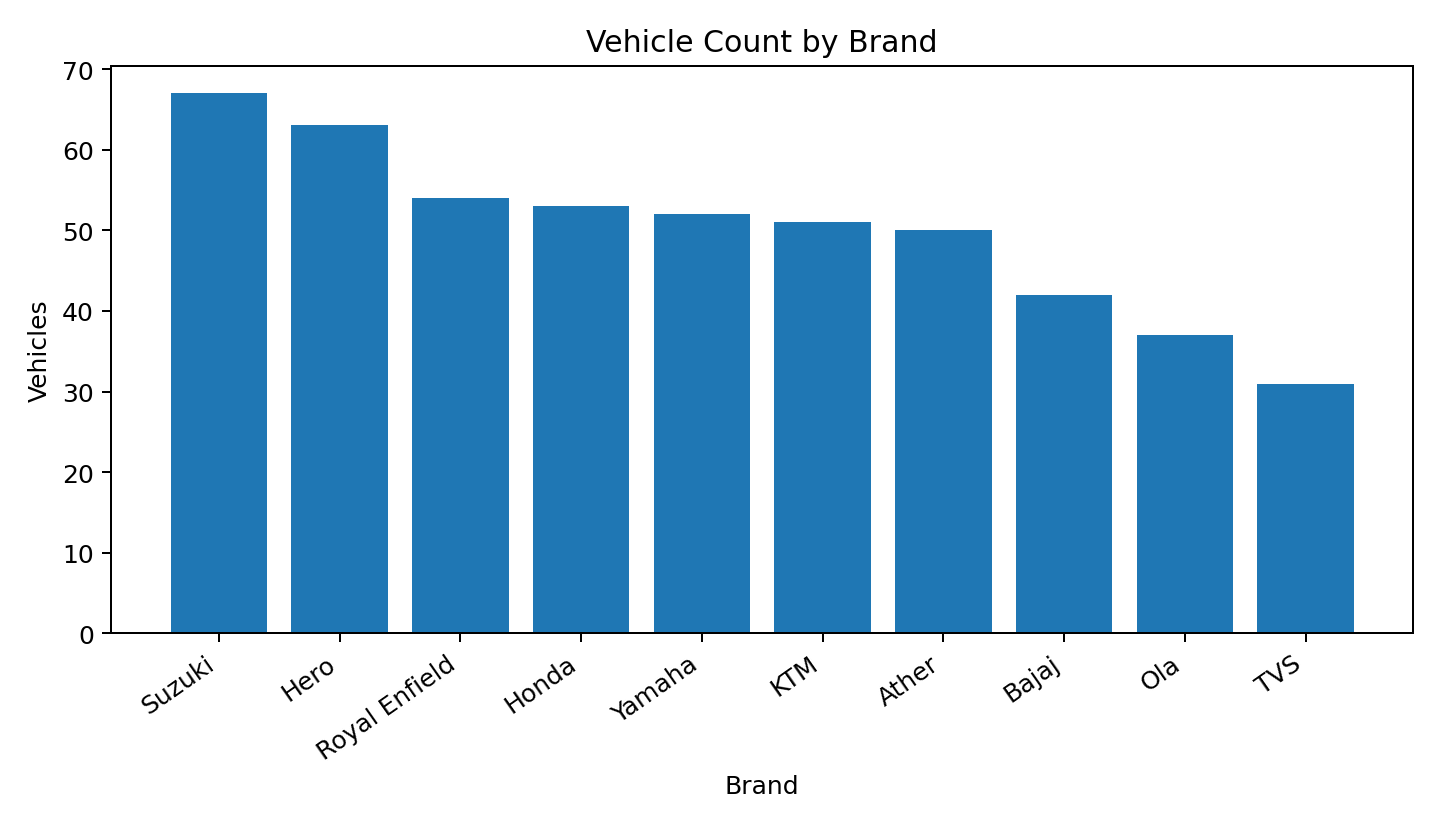 Vehicle Count by Brand
70
60
50
40
30
20
10
0
Vehicles
Suzuki
Hero
Royal Enfield
Honda
Yamaha
KTM
Ather
Bajaj
Ola
TVS
Brand